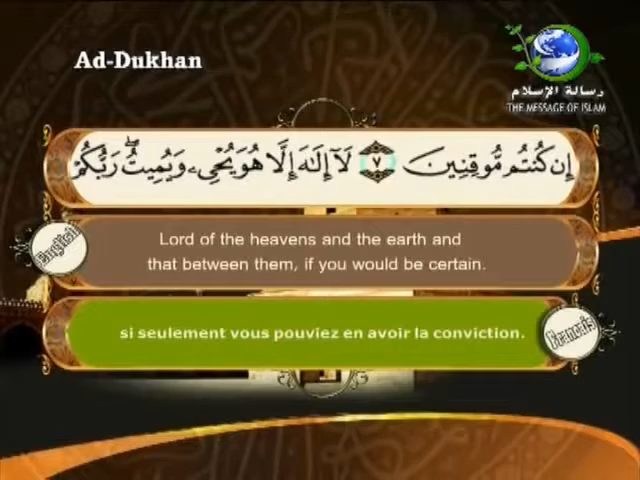 Ad-Dukhan
رسالة الإسلام
THE MESSAGE OF ISLAM
إِن كُنتُم مُّوقِنِينَ ٧ لَآ إِلَٰهَ إِلَّا هُوَ يُحْىِۦ وَيُمِيتُ ۖ رَبُّكُمْ
English
Lord of the heavens and the earth and
that between them, if you would be certain.
si seulement vous pouviez en avoir la conviction.
Français